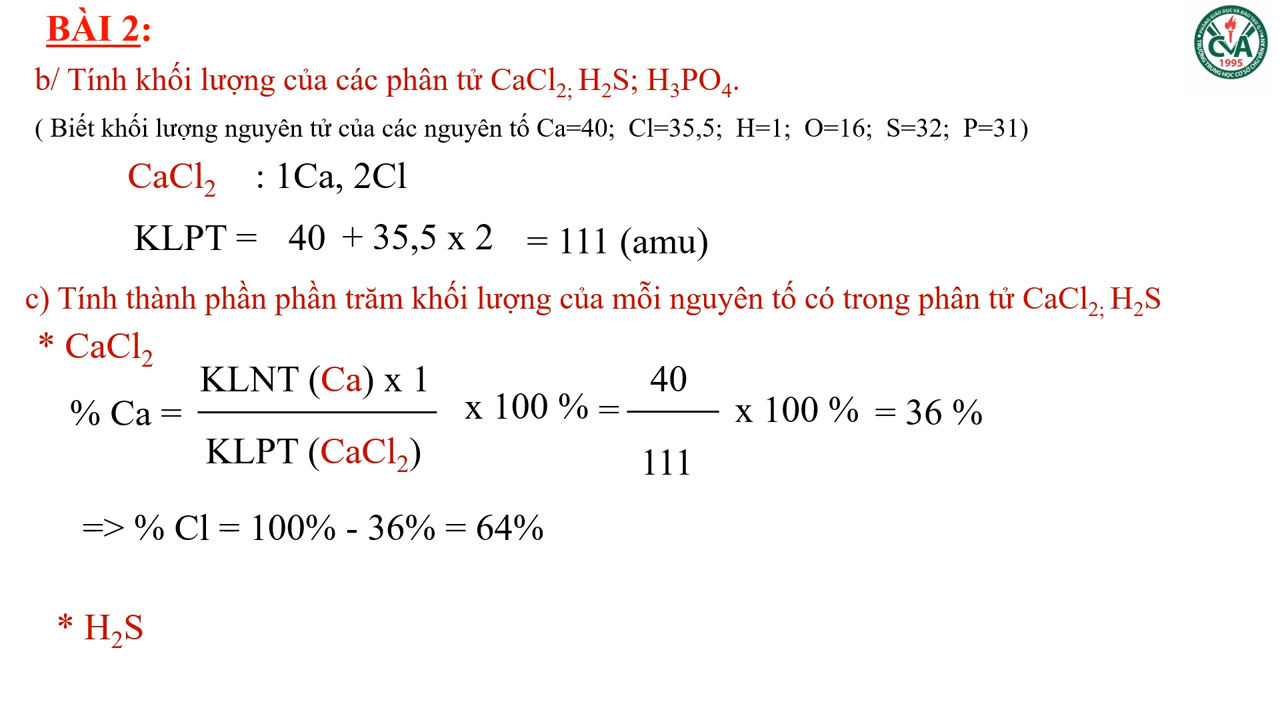 BÀI 2:
b/ Tính khối lượng của các phân tử CaCl₂; H₂S; H₃PO₄.
( Biết khối lượng nguyên tử của các nguyên tố Ca=40; Cl=35,5; H=1; O=16; S=32; P=31)
CaCl₂ : 1Ca, 2Cl
KLPT = 40 + 35,5 x 2 = 111 (amu)
c) Tính thành phần phần trăm khối lượng của mỗi nguyên tố có trong phân tử CaCl₂; H₂S
* CaCl₂
KLNT (Ca) x 1 40
% Ca = x 100 % = x 100 % = 36 %
KLPT (CaCl₂) 111
=> % Cl = 100% - 36% = 64%
* H₂S
CVA
1995